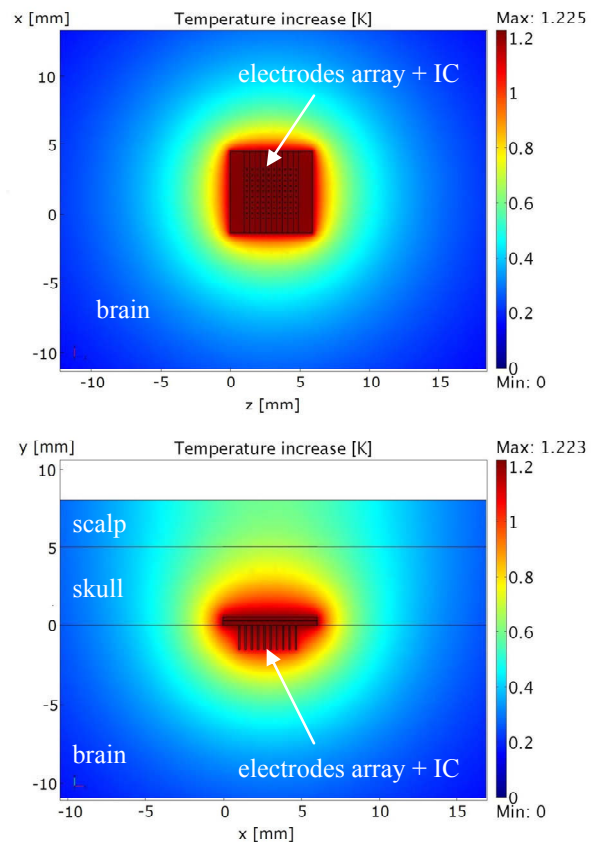 x [mm] Temperature increase [K] Max: 1.225
electrodes array + IC
10
5
0
-5
-10
brain
1.2
1
0.8
0.6
0.4
0.2
0
Min: 0
-10 -5 0 5 10 15
z [mm]
y [mm] Temperature increase [K] Max: 1.223
10
5
0
-5
-10
scalp
skull
brain
electrodes array + IC
1.2
1
0.8
0.6
0.4
0.2
0
Min: 0
-10 -5 0 5 10 15
x [mm]